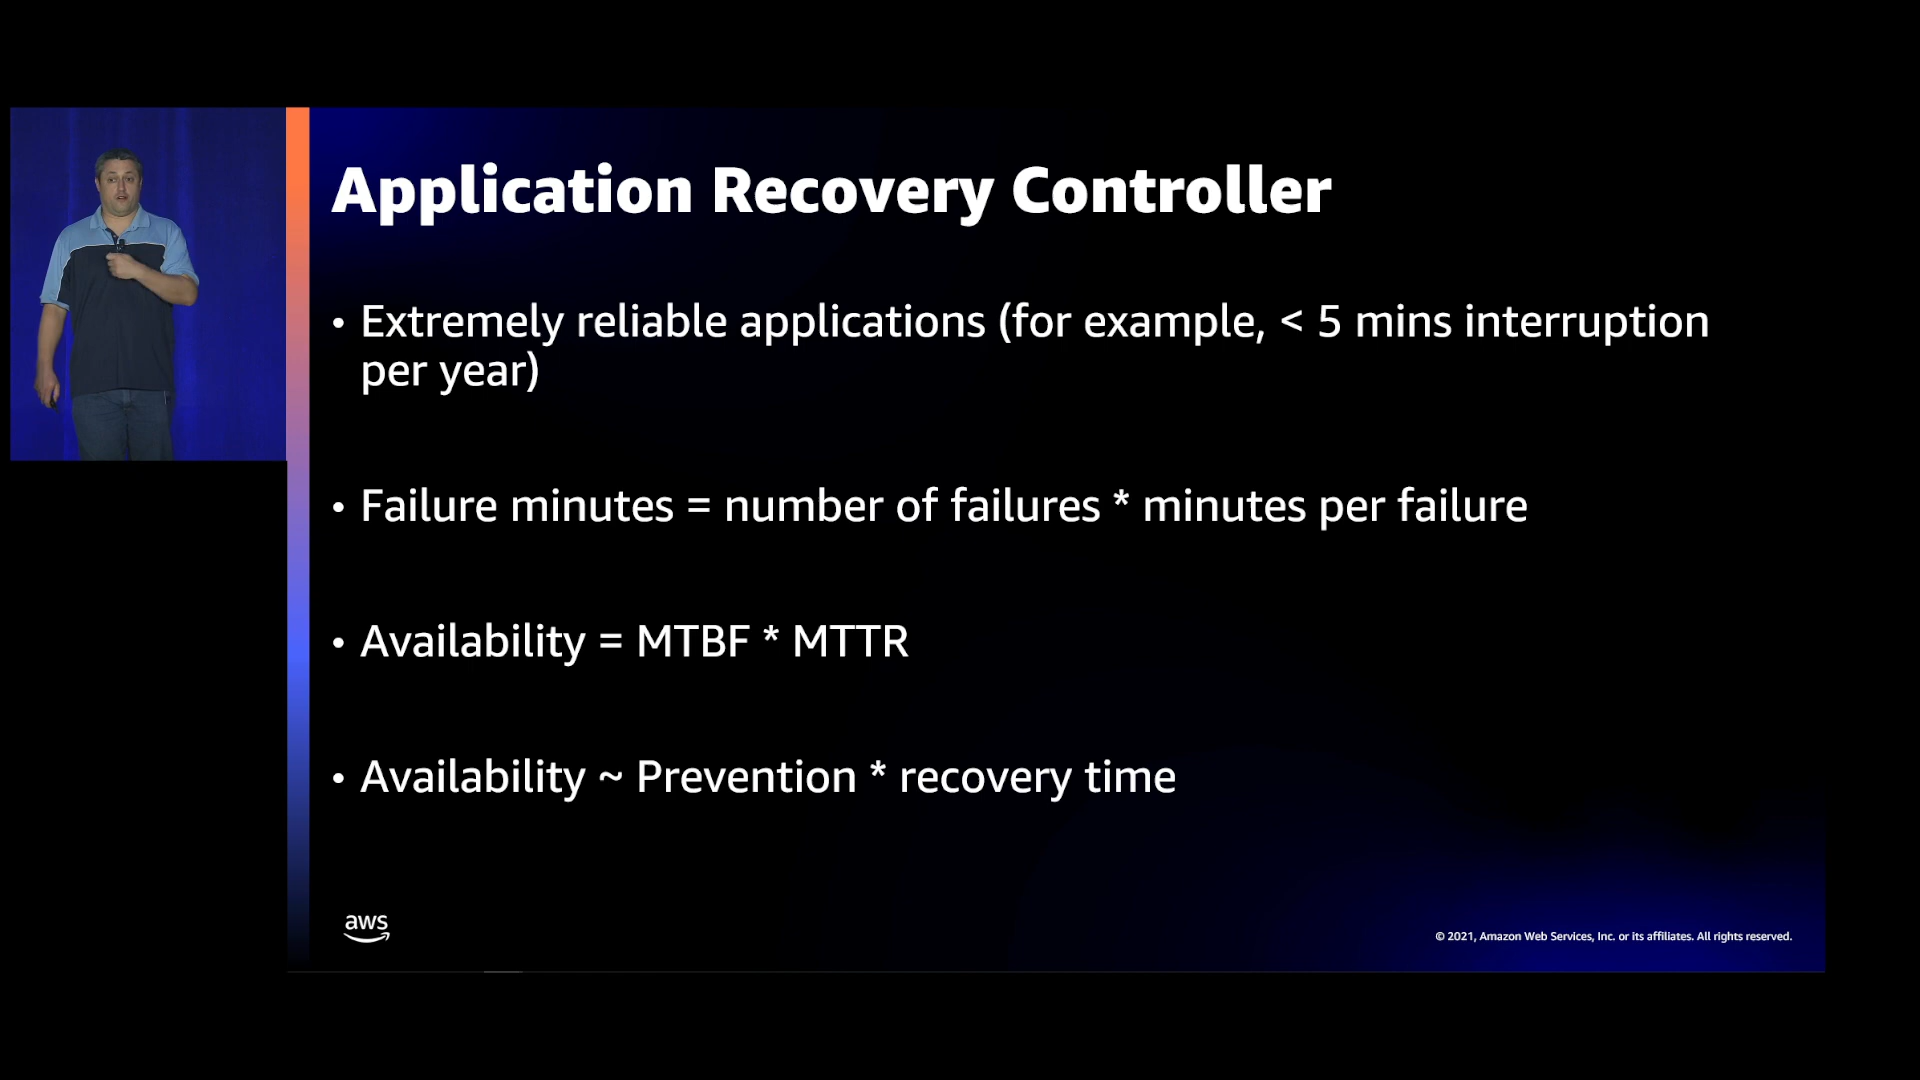 Application Recovery Controller
• Extremely reliable applications (for example, < 5 mins interruption
per year)
• Failure minutes = number of failures * minutes per failure
• Availability = MTBF * MTTR
• Availability ~ Prevention * recovery time
aws
© 2021, Amazon Web Services, Inc. or its affiliates. All rights reserved.